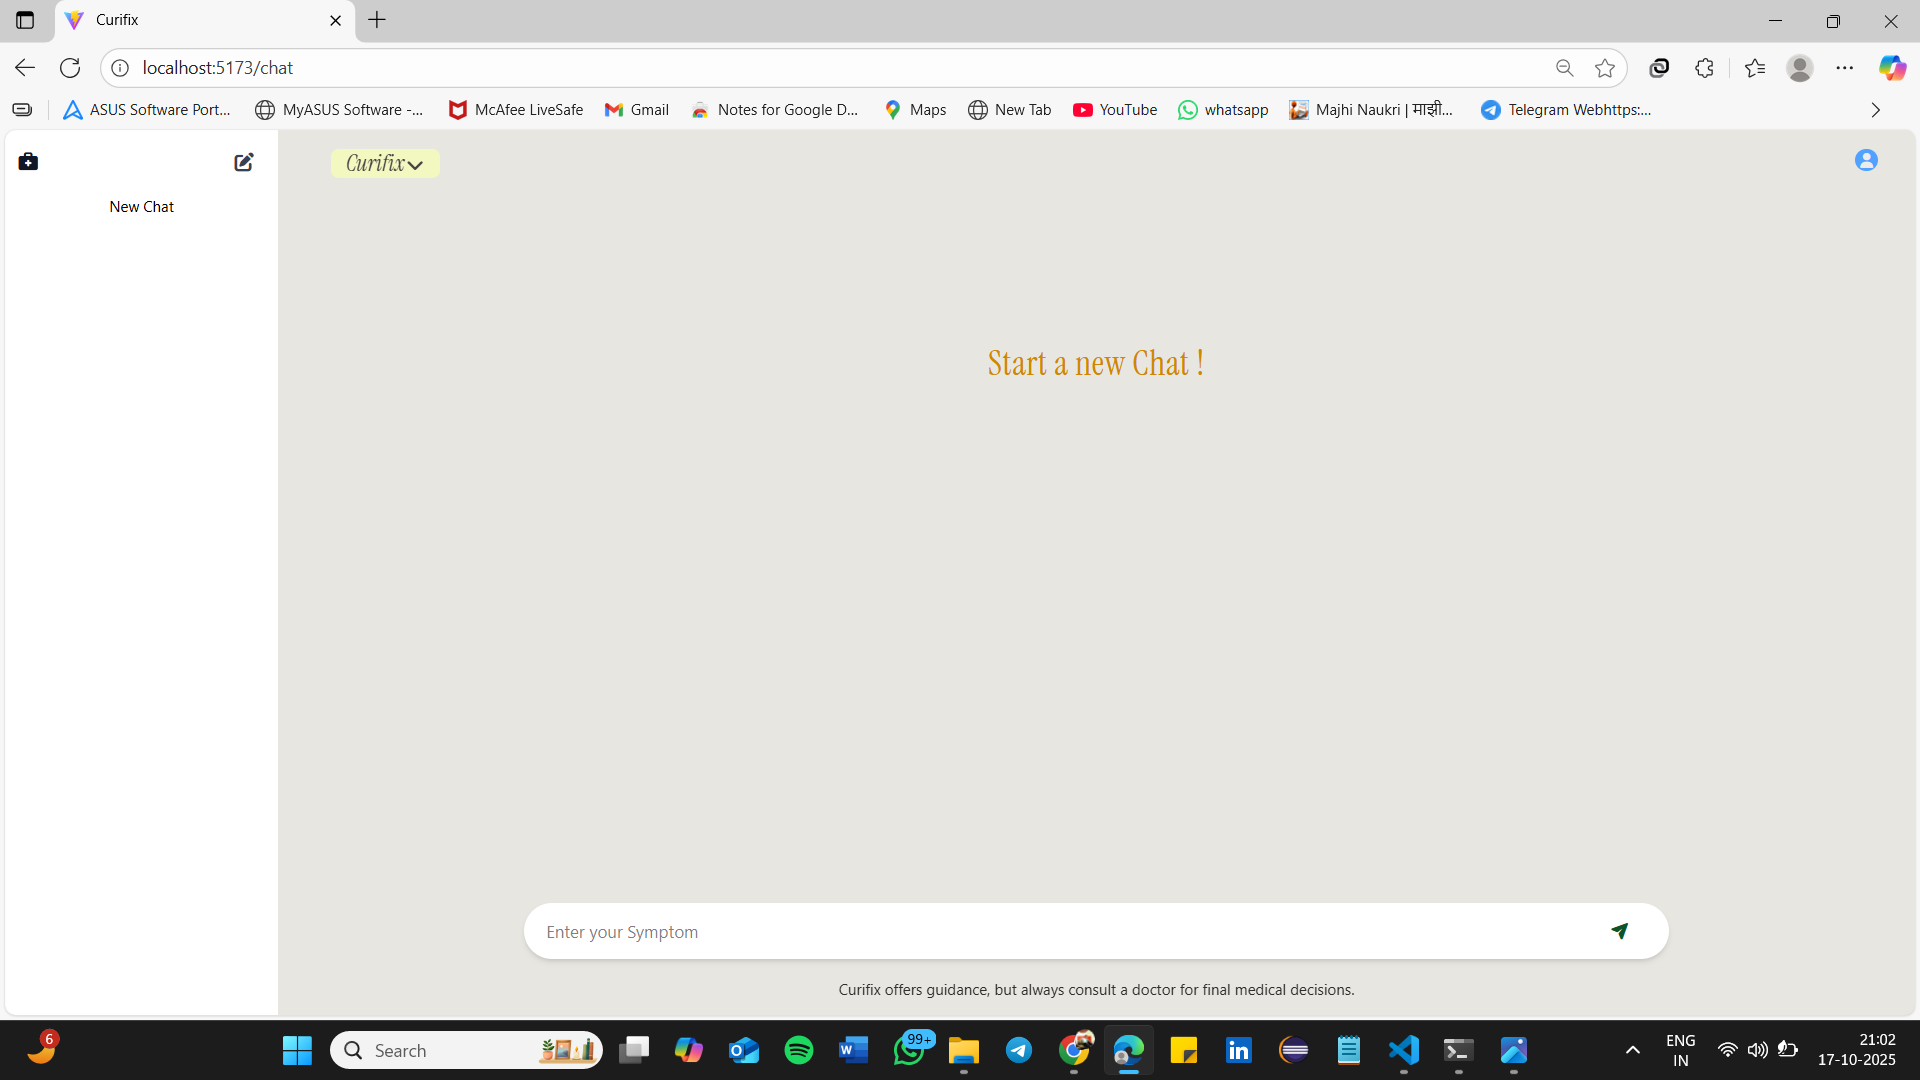 Curifix
localhost:5173/chat
ASUS Software Port...
MyASUS Software -...
McAfee LiveSafe
Gmail
Notes for Google D...
Maps
New Tab
YouTube
whatsapp
Majhi Naukri | माझी...
Telegram Webhttps:...
Curifix
New Chat
Start a new Chat !
Enter your Symptom
Curifix offers guidance, but always consult a doctor for final medical decisions.
6
Search
99+
ENG
IN
21:02
17-10-2025